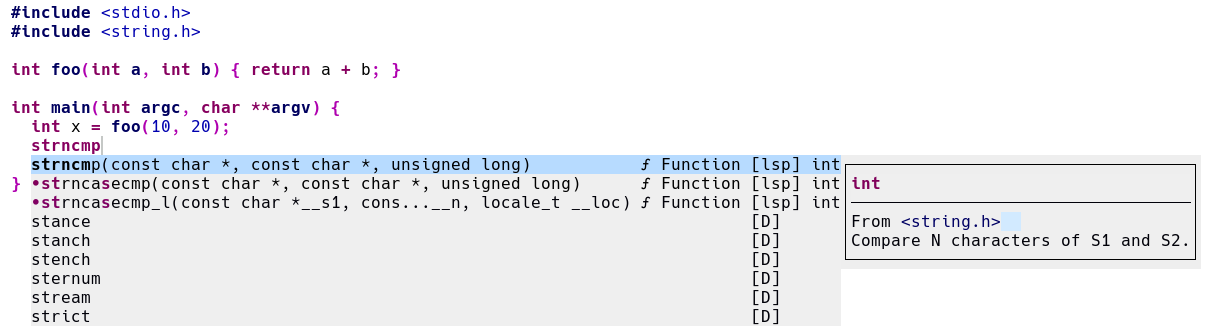 #include <stdio.h>
#include <string.h>
int foo(int a, int b) { return a + b; }
int main(int argc, char **argv) {
int x = foo(10, 20);
strncmp
strncmp(const char *, const char *, unsigned long) ƒ Function [lsp] int
} •strncasecmp(const char *, const char *, unsigned long) ƒ Function [lsp] int
•strncasecmp_l(const char *__s1, cons...__n, locale_t __loc) ƒ Function [lsp] int
stance [D]
stanch [D]
stench [D]
sternum [D]
stream [D]
strict [D]
int
From <string.h>
Compare N characters of S1 and S2.